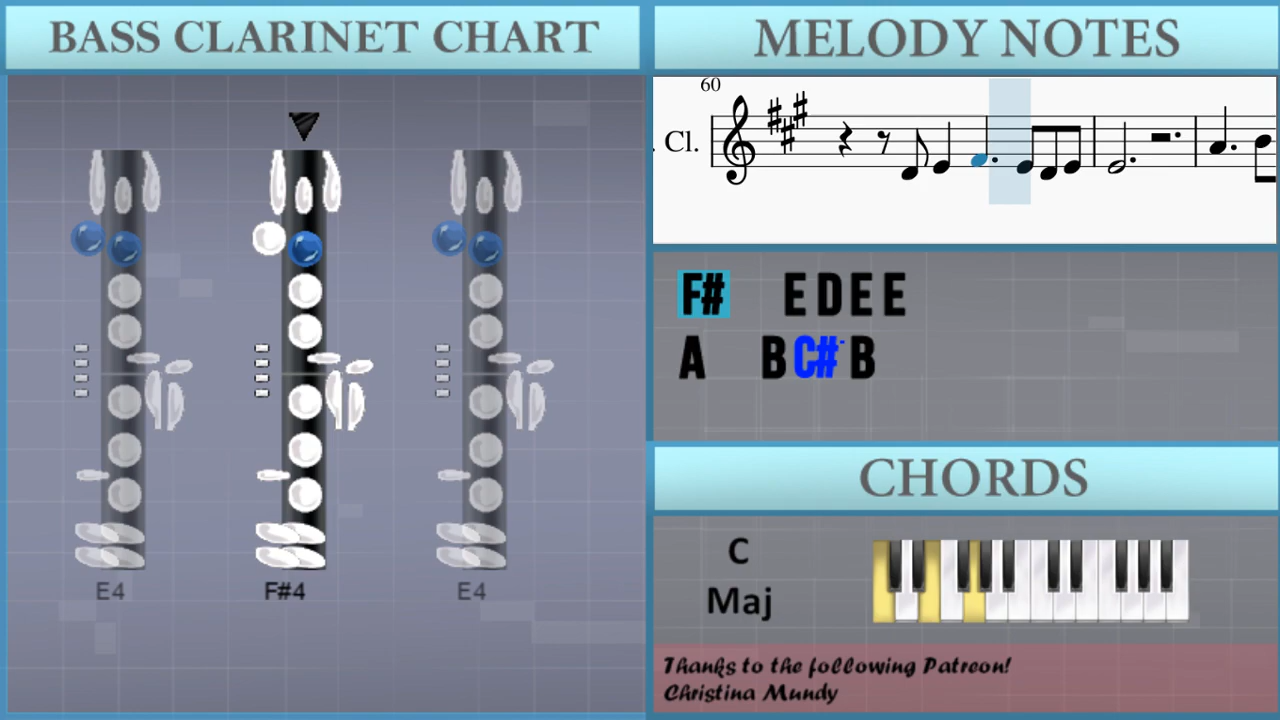 BASS CLARINET CHART
E4
F#4
E4
MELODY NOTES
60
. Cl.
F# E D E E
A B C# B
CHORDS
C
Maj
Thanks to the following Patreon!
Christina Mundy